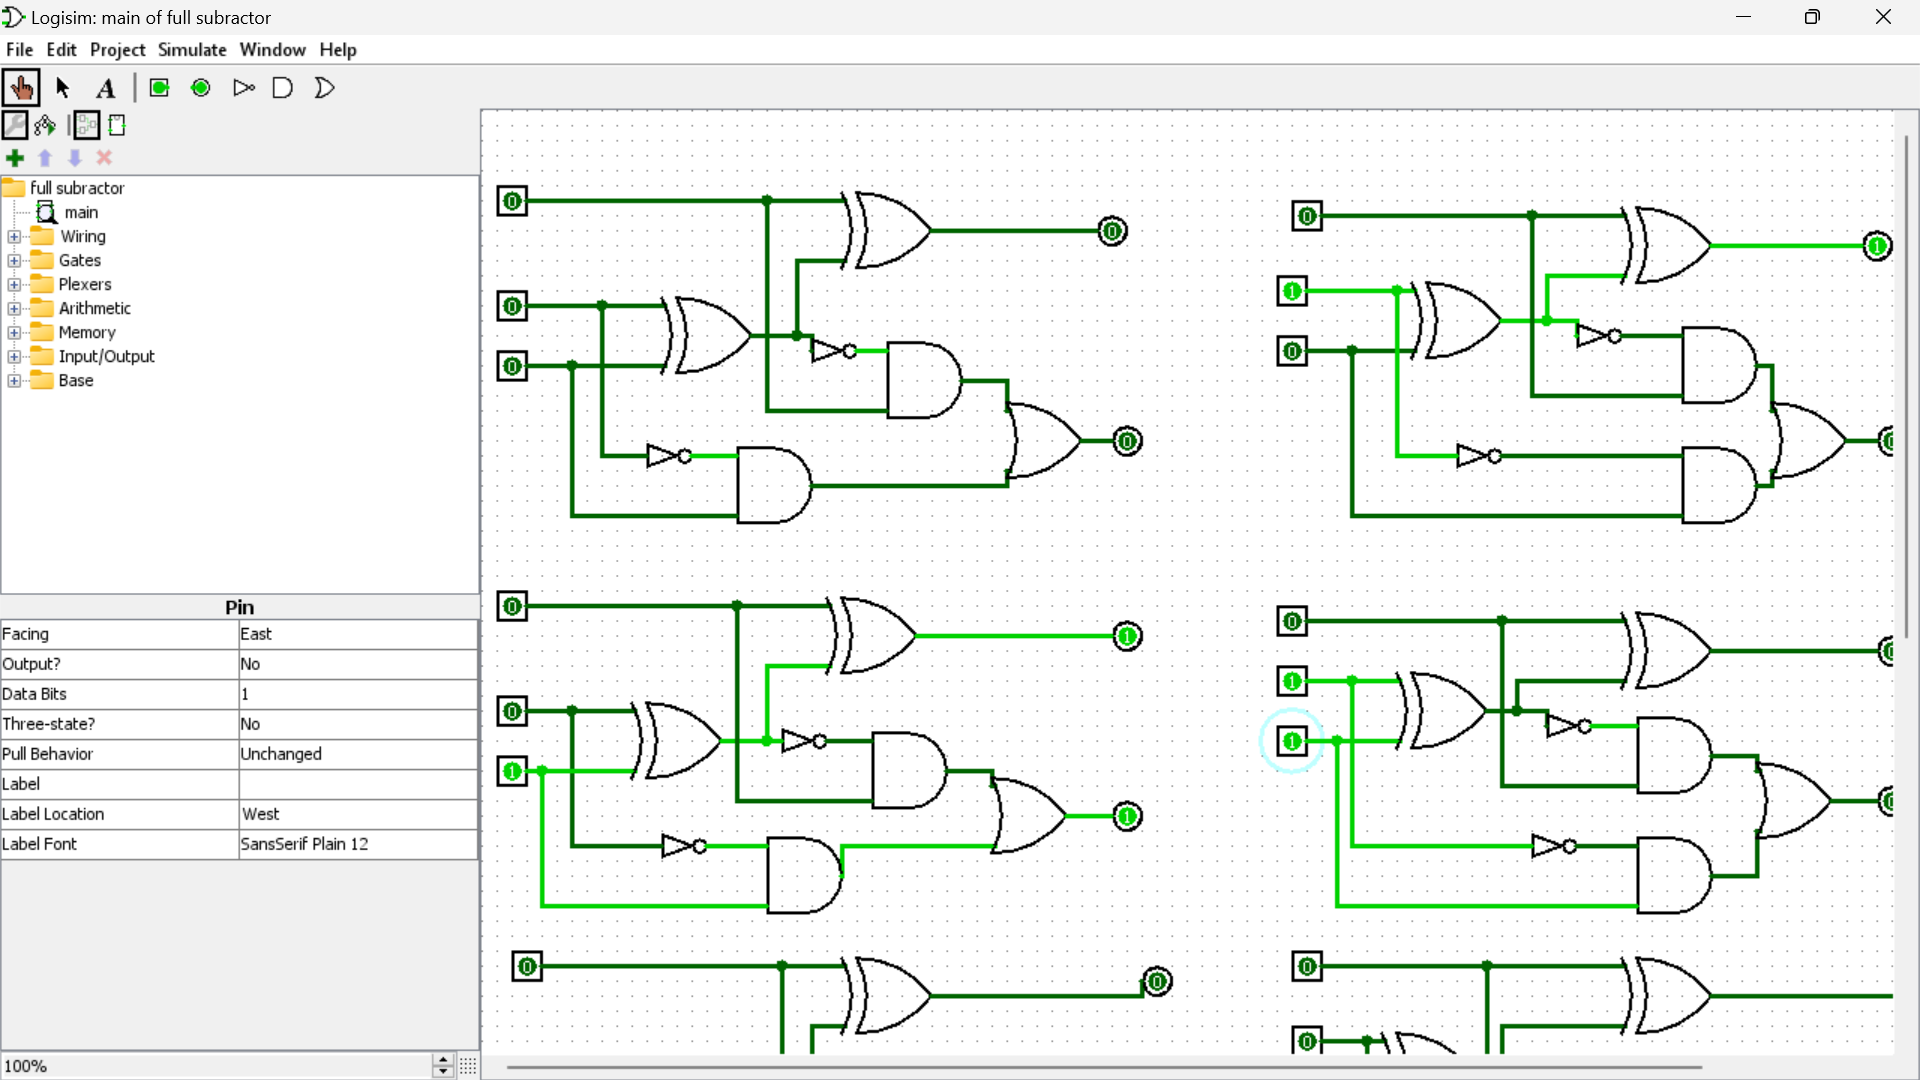 Logisim: main of full subractor
File Edit Project Simulate Window Help
A
full subractor
main
Wiring
Gates
Plexers
Arithmetic
Memory
Input/Output
Base
Pin
Facing East
Output? No
Data Bits 1
Three-state? No
Pull Behavior Unchanged
Label
Label Location West
Label Font SansSerif Plain 12
100%
0
0
0
1
0
1
0
0
0
0
0
0
1
0
0
1
0
1
1
1
0
0
0
0
0